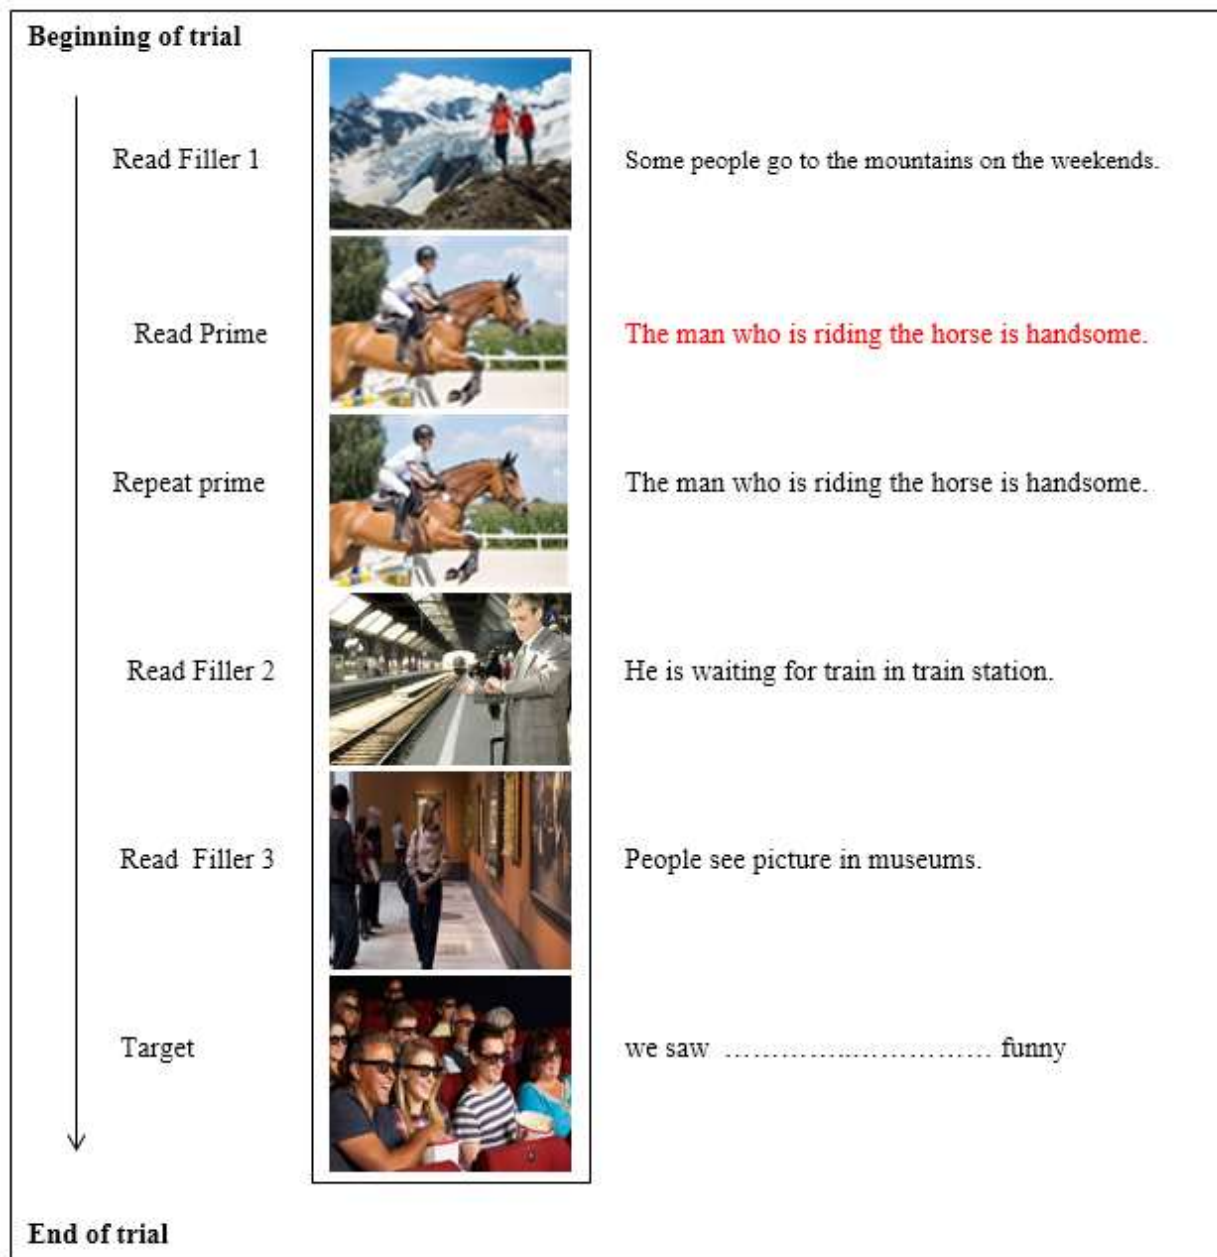 Beginning of trial
Read Filler 1
Some people go to the mountains on the weekends.
Read Prime
The man who is riding the horse is handsome.
Repeat prime
The man who is riding the horse is handsome.
Read Filler 2
He is waiting for train in train station.
Read Filler 3
People see picture in museums.
Target
we saw ………….…………… funny
End of trial